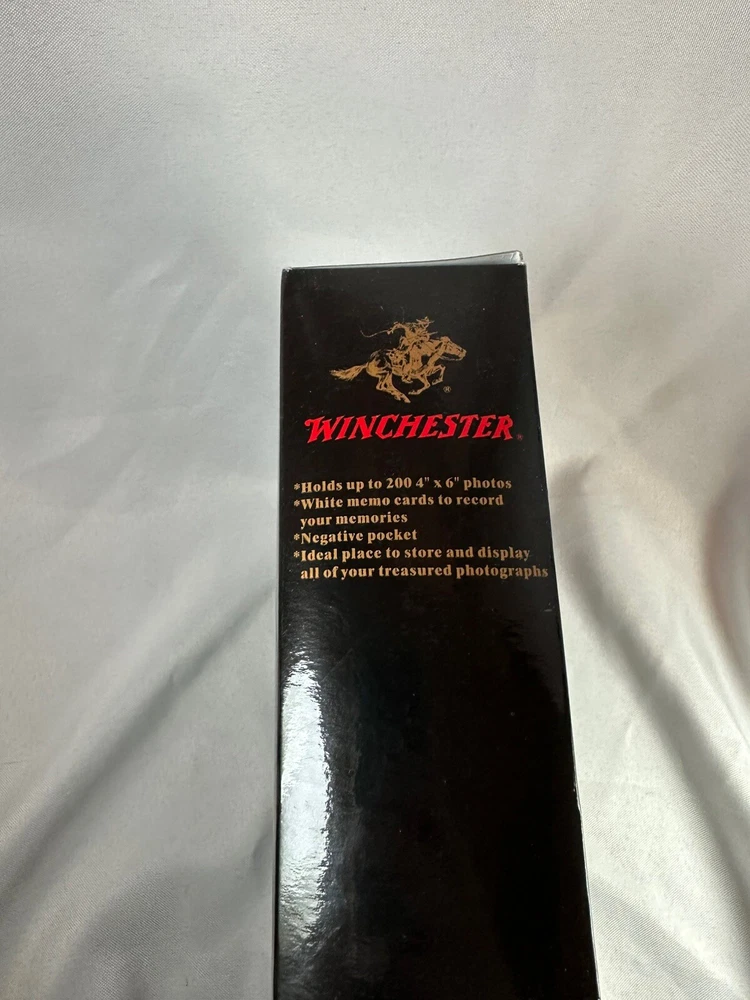 ®
WINCHESTER®
*Holds up to 200 4" x 6" photos
*White memo cards to record
your memories
*Negative pocket
*Ideal place to store and display
all of your treasured photographs